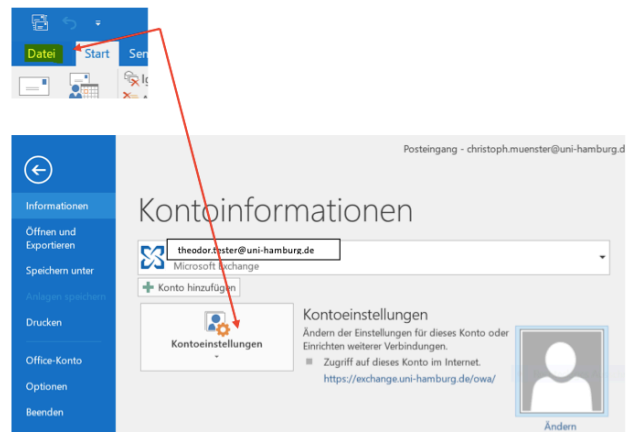 Datei Start Sen
Posteingang - christoph.muenster@uni-hamburg.d
Informationen
Öffnen und
Exportieren
Speichern unter
Anlagen speichern
Drucken
Office-Konto
Optionen
Beenden
Kontoinformationen
theodor.tester@uni-hamburg.de
Microsoft Exchange
Konto hinzufügen
Kontoeinstellungen
Kontoeinstellungen
Ändern der Einstellungen für dieses Konto oder
Einrichten weiterer Verbindungen.
Zugriff auf dieses Konto im Internet.
https://exchange.uni-hamburg.de/owa/
Ändern